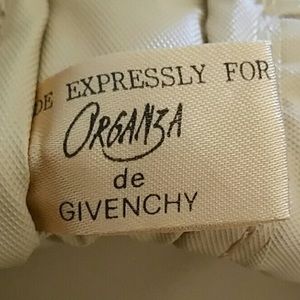 DE EXPRESSLY FOR
ORGANZA
de
GIVENCHY